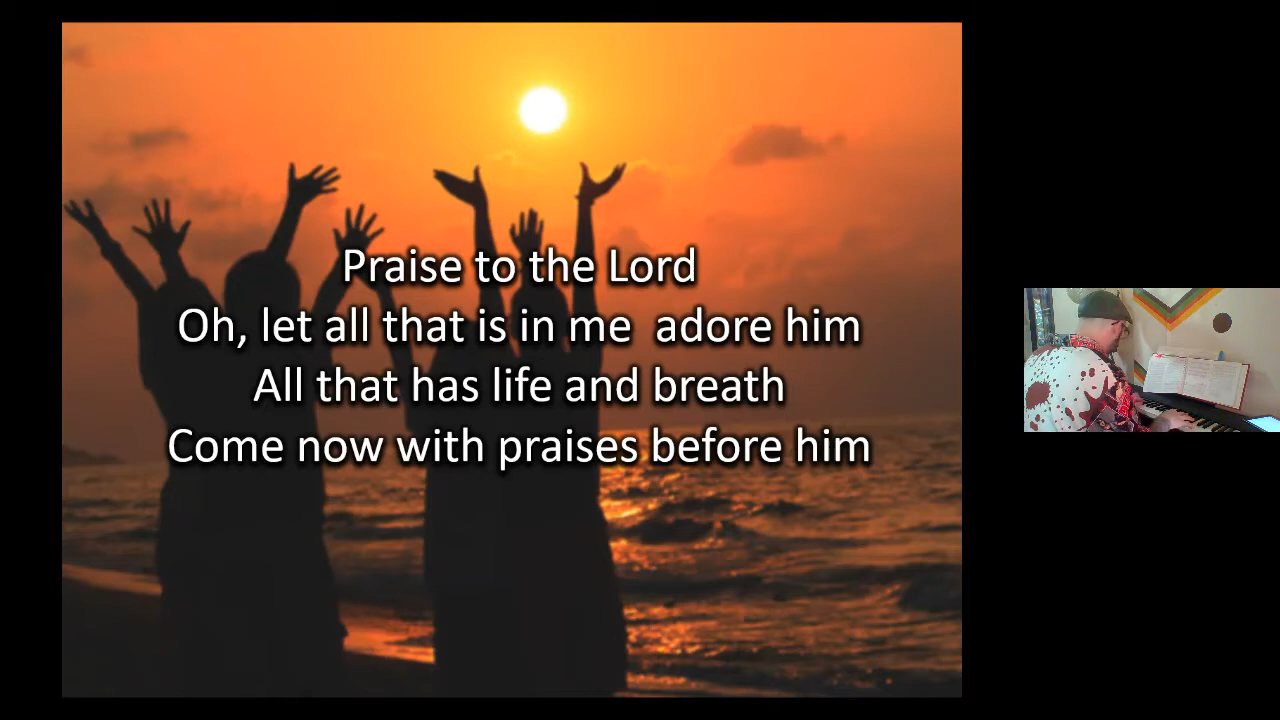 Praise to the Lord
Oh, let all that is in me  adore him
All that has life and breath
Come now with praises before him